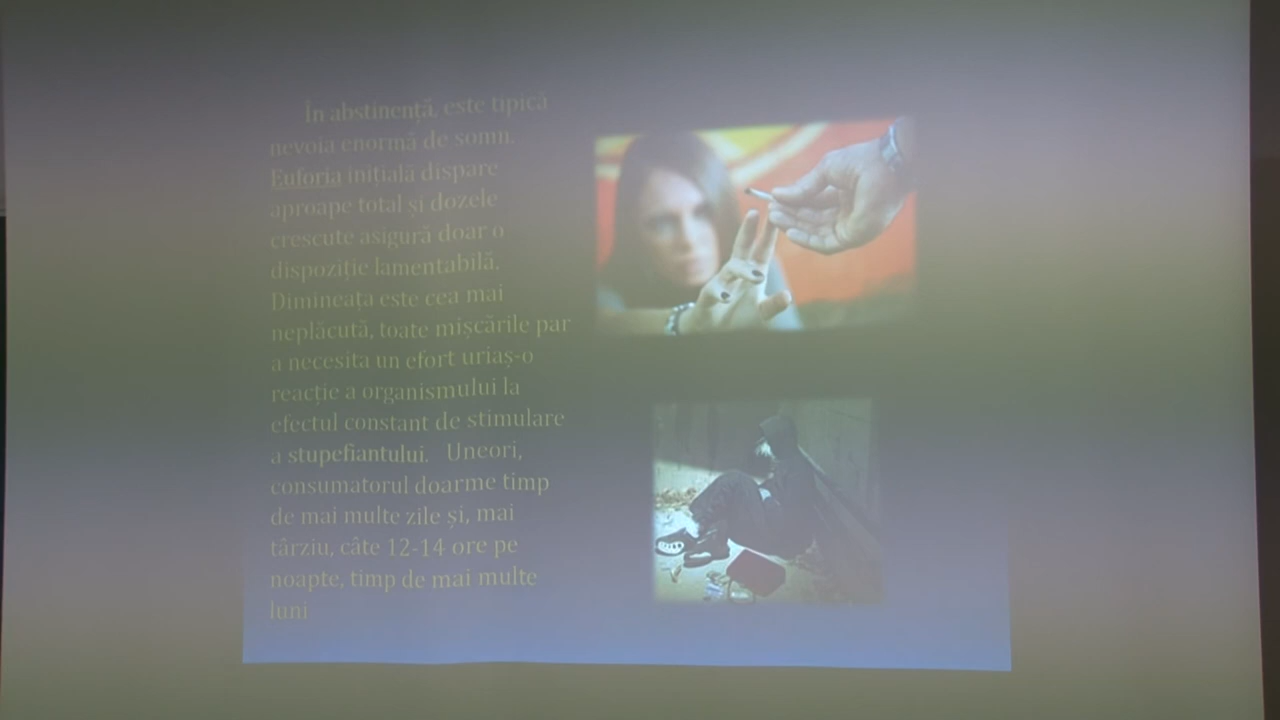 În abstinență, este tipică
nevoia enormă de somn.
Euforia inițiala dispare
aproape total și dozele
crescute asigură doar o
dispoziție lamentabilă.
Dimineața este cea mai
neplăcută, toate mișcările par
a necesita un efort uriaș-o
reacție a organismului la
efectul constant de stimulare
a stupefiantului. Uneori,
consumatorul doarme timp
de mai multe zile și, mai
târziu, câte 12-14 ore pe
noapte, timp de mai multe
luni